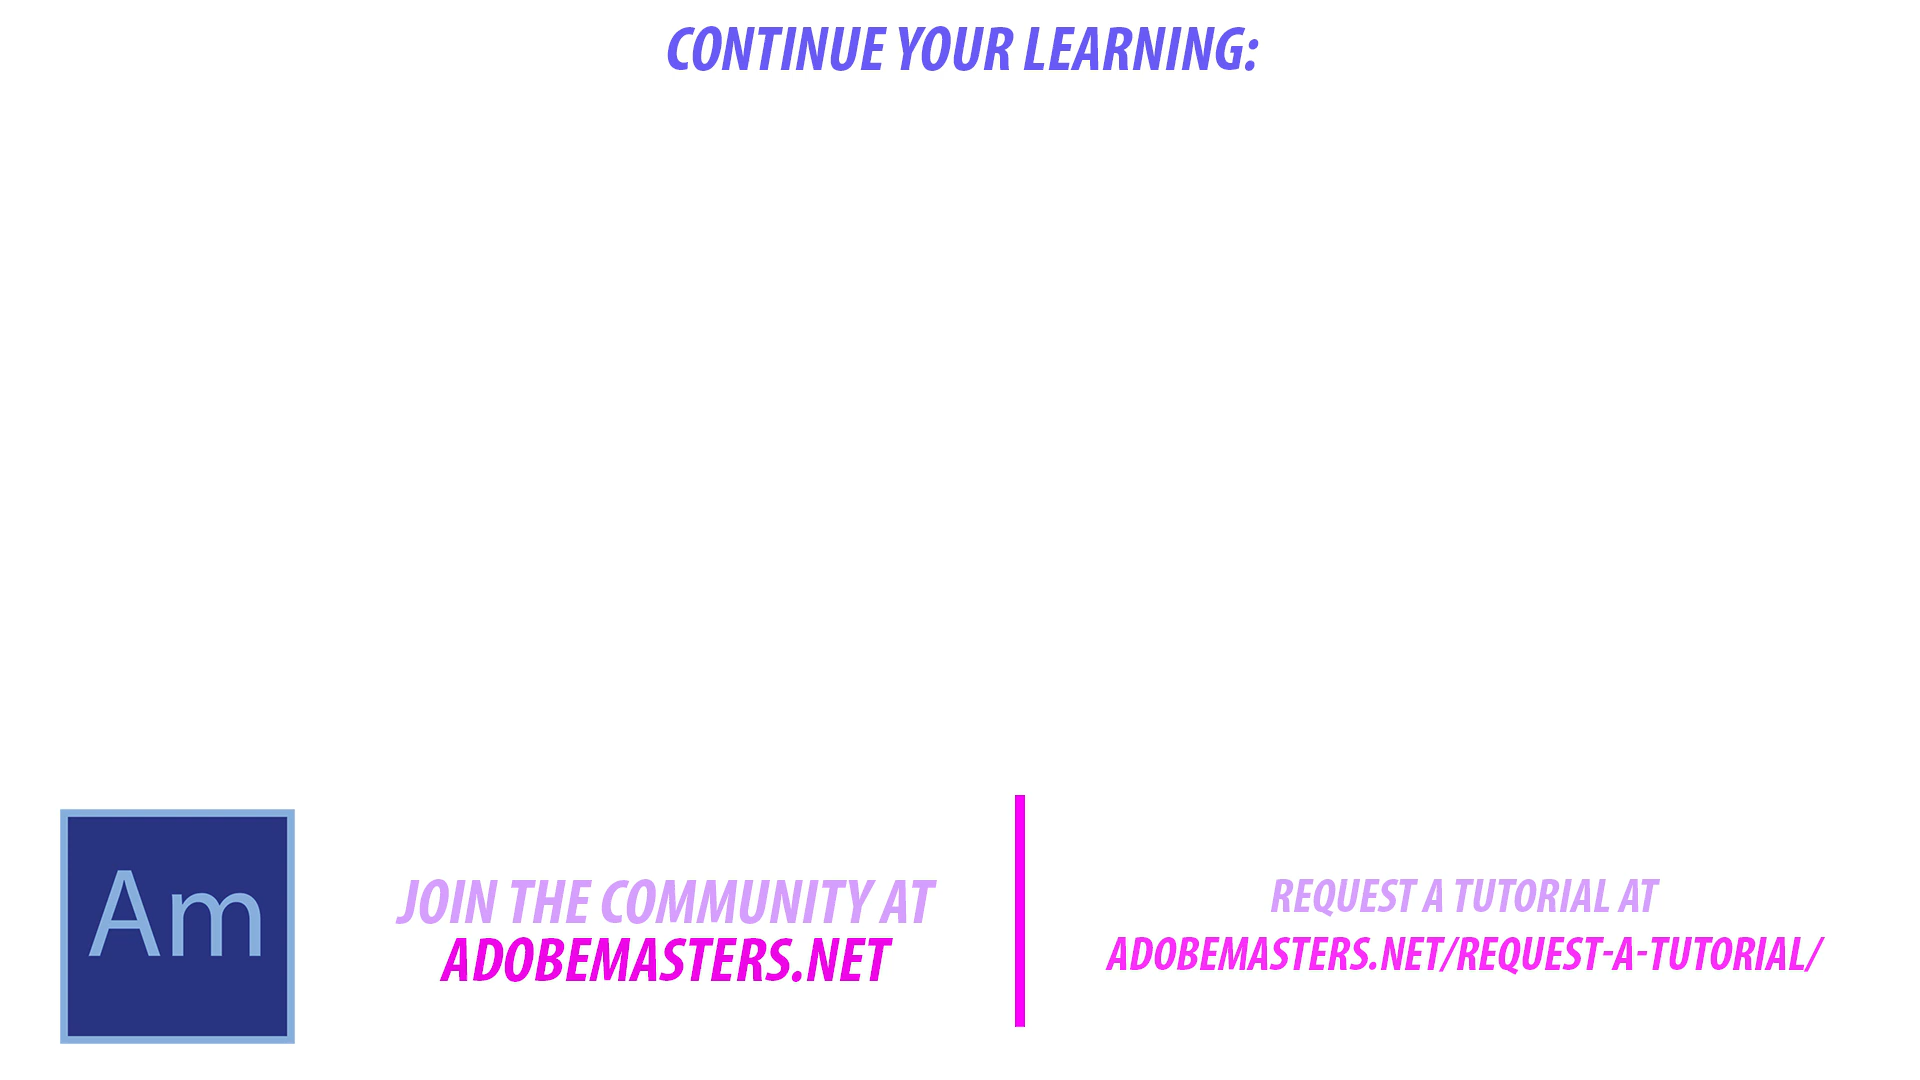 CONTINUE YOUR LEARNING:
Am
JOIN THE COMMUNITY AT
ADOBEMASTERS.NET
REQUEST A TUTORIAL AT
ADOBEMASTERS.NET/REQUEST-A-TUTORIAL/